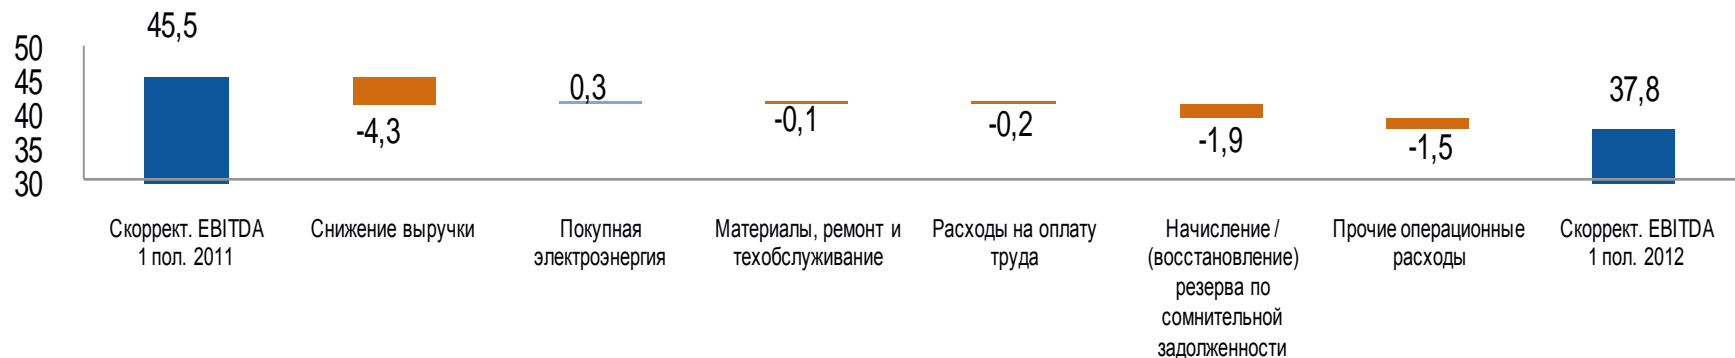 45,5
50
45
40
35
30
-4,3
0,3
-0,1
-0,2
-1,9
-1,5
37,8
Скоррект. EBITDA
1 пол. 2011
Снижение выручки
Покупная
электроэнергия
Материалы, ремонт и
техобслуживание
Расходы на оплату
труда
Начисление /
(восстановление)
резерва по
сомнительной
задолженности
Прочие операционные
расходы
Скоррект. EBITDA
1 пол. 2012